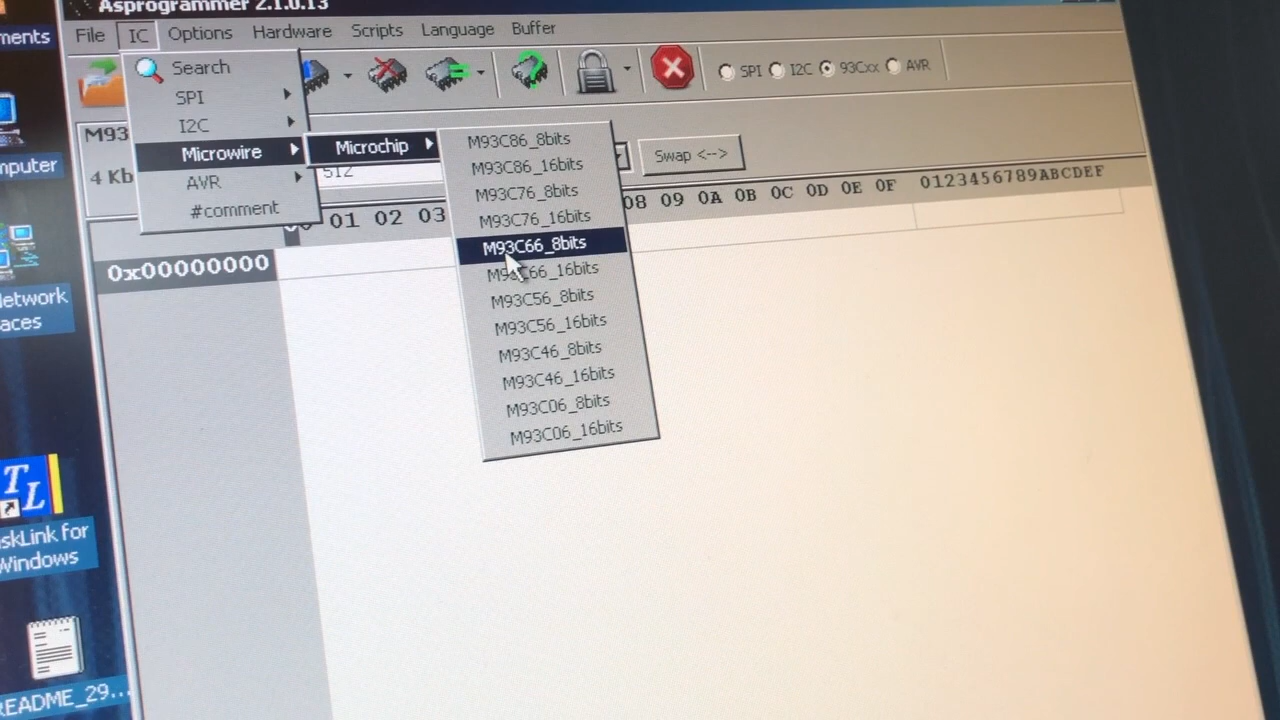 Asprogrammer 2.1.0.13
File IC Options Hardware Scripts Language Buffer
Search
SPI
I2C
Microwire
AVR
#comment
Microchip
M93C86_8bits
M93C86_16bits
M93C76_8bits
M93C76_16bits
M93C66_8bits
M93C66_16bits
M93C56_8bits
M93C56_16bits
M93C46_8bits
M93C46_16bits
M93C06_8bits
M93C06_16bits
SPI I2C 93Cxx AVR
M93
4 Kb
512
Swap <-->
01 02 03 08 09 0A 0B 0C 0D 0E 0F 0123456789ABCDEF
0x00000000
ments
mputer
etwork
aces
TL
skLink for
Windows
README_29...